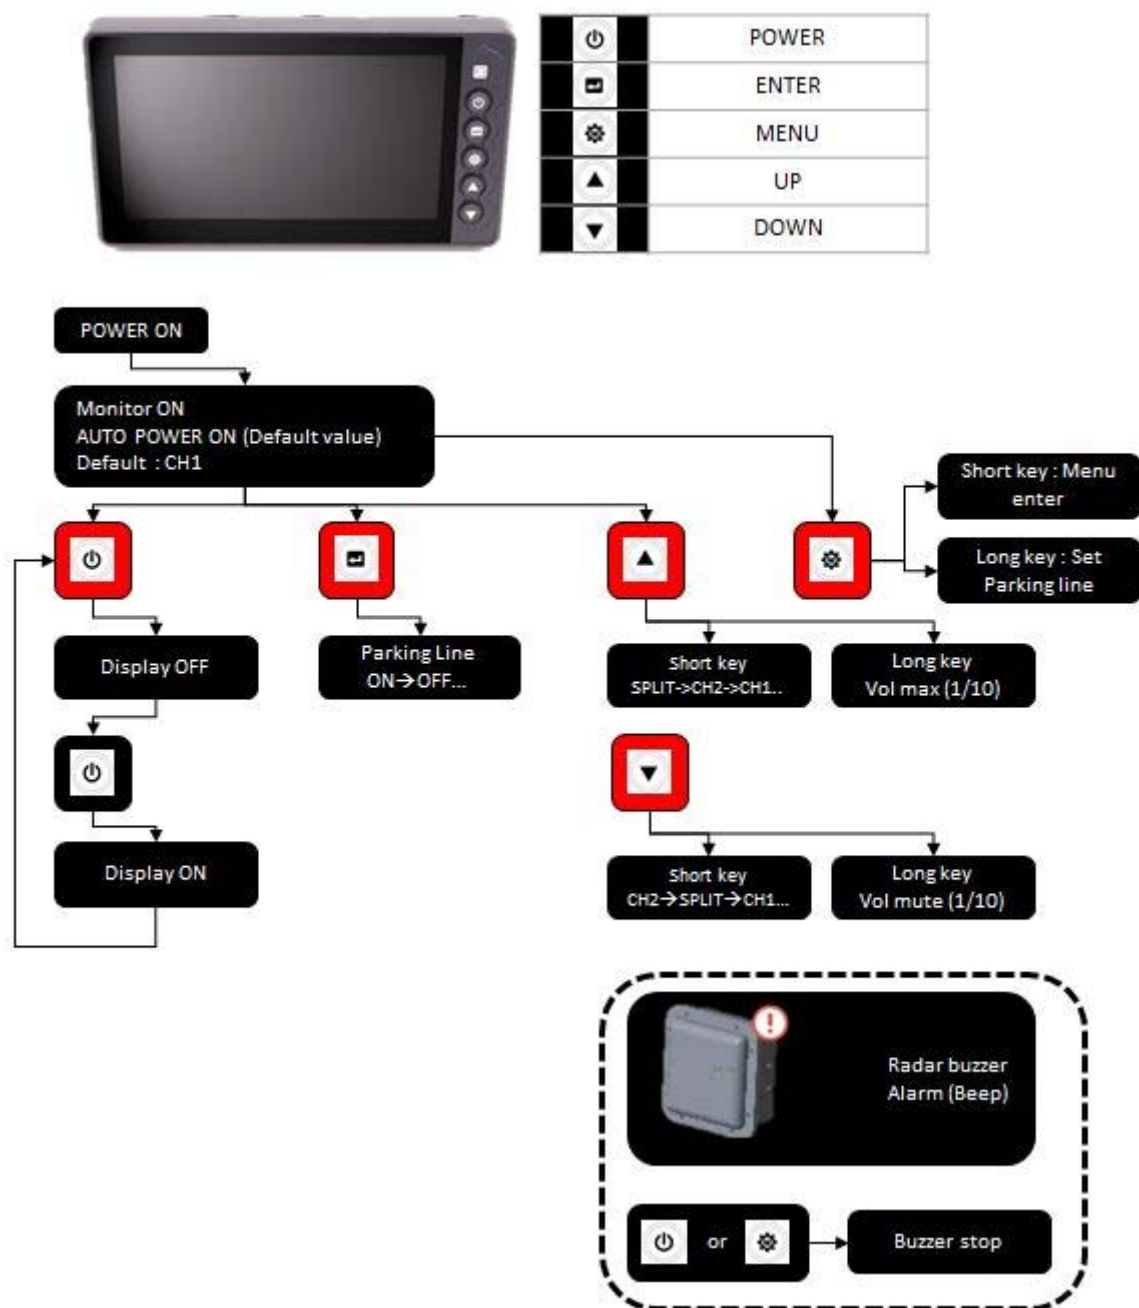 POWER
ENTER
MENU
UP
DOWN
POWER ON
Monitor ON
AUTO POWER ON (Default value)
Default : CH1
Short key : Menu
enter
Long key : Set
Parking line
Display OFF
Parking Line
ON→OFF...
Short key
SPLIT->CH2->CH1..
Long key
Vol max (1/10)
Display ON
Short key
CH2→SPLIT→CH1...
Long key
Vol mute (1/10)
Radar buzzer
Alarm (Beep)
or
Buzzer stop